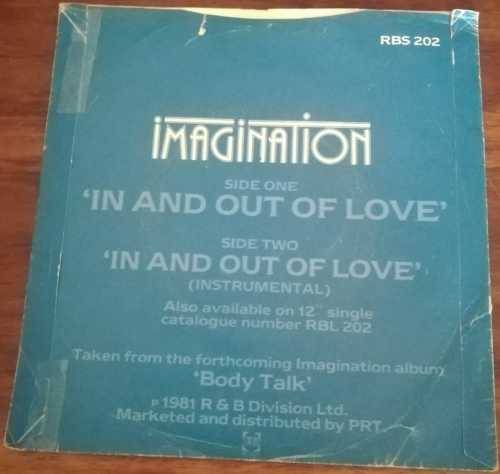 RBS 202
iMAGiNATiON
SIDE ONE
'IN AND OUT OF LOVE'
SIDE TWO
'IN AND OUT OF LOVE'
(INSTRUMENTAL)
Also available on 12" single
catalogue number RBL 202
Taken from the forthcoming Imagination album
'Body Talk'
℗ 1981 R & B Division Ltd.
Marketed and distributed by PRT.